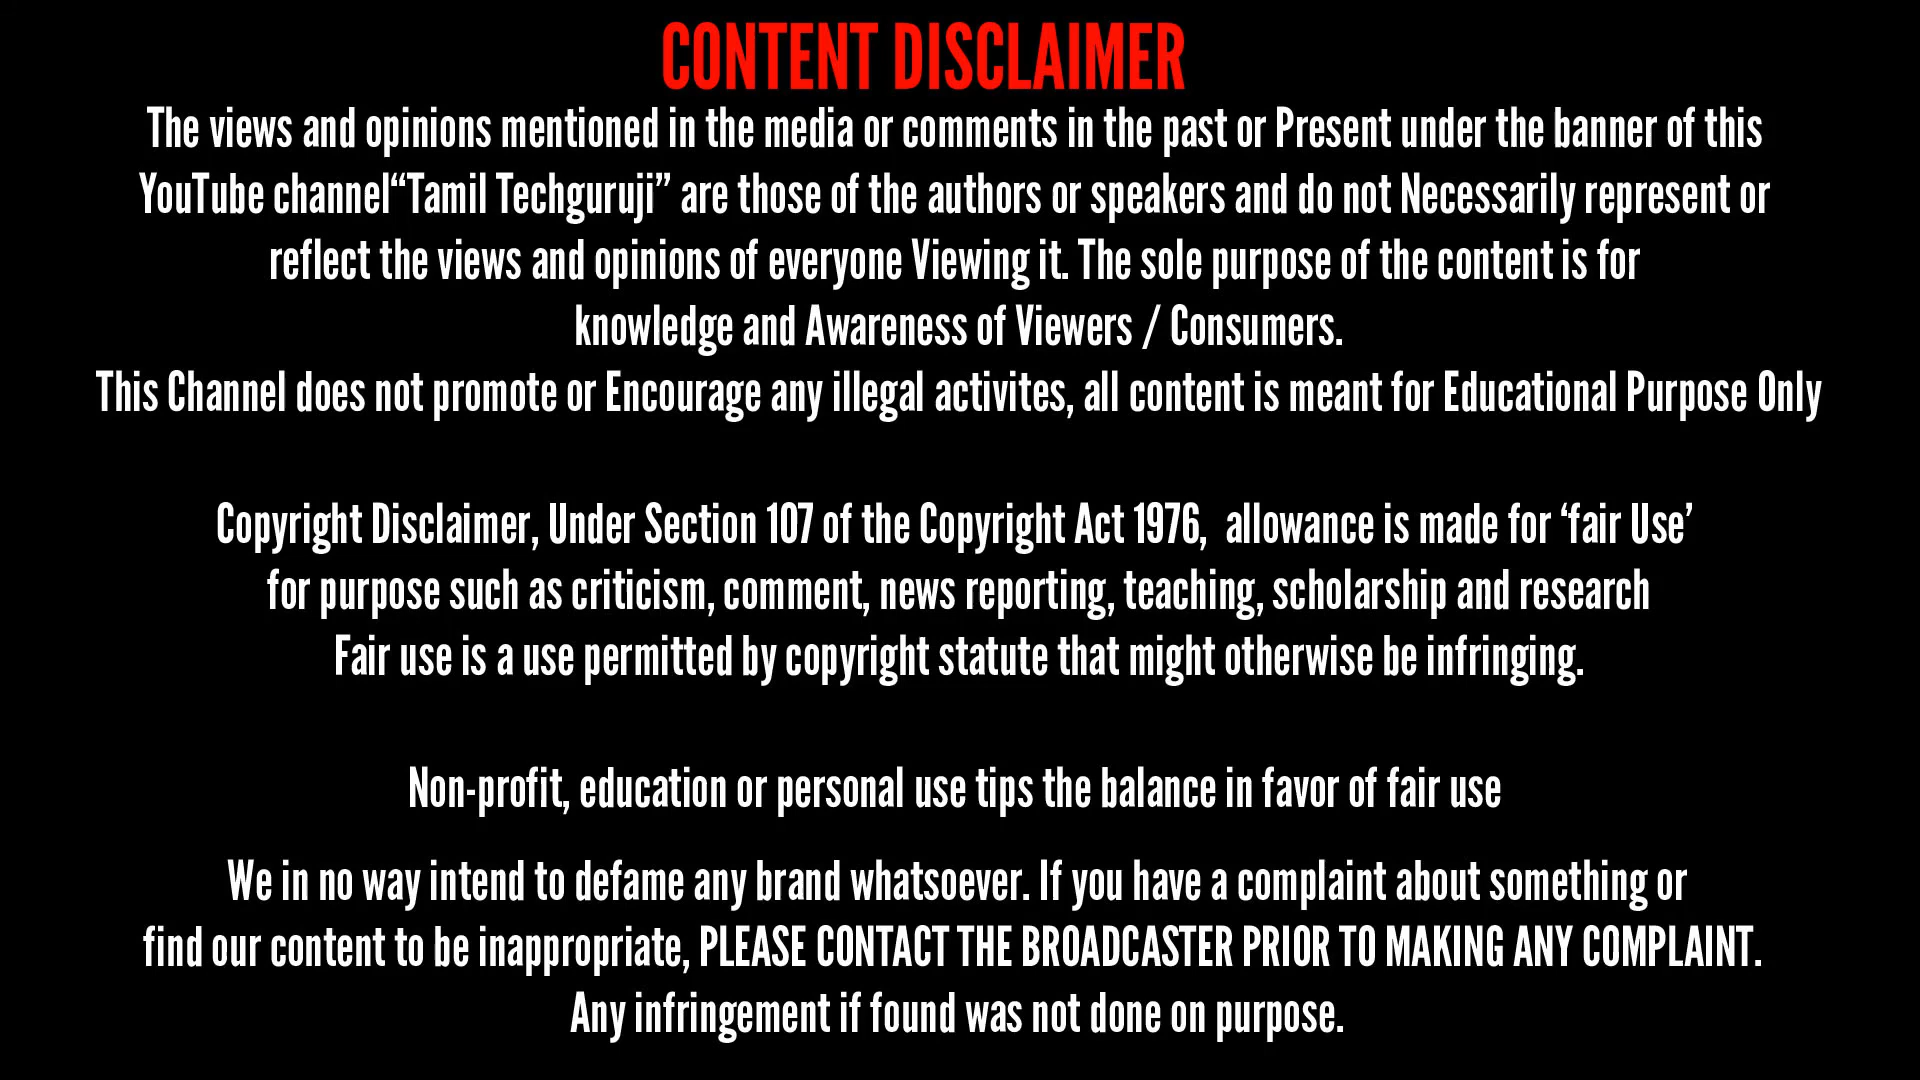 CONTENT DISCLAIMER
The views and opinions mentioned in the media or comments in the past or Present under the banner of this
YouTube channel“Tamil Techguruji” are those of the authors or speakers and do not Necessarily represent or
reflect the views and opinions of everyone Viewing it. The sole purpose of the content is for
knowledge and Awareness of Viewers / Consumers.
This Channel does not promote or Encourage any illegal activites, all content is meant for Educational Purpose Only
Copyright Disclaimer, Under Section 107 of the Copyright Act 1976, allowance is made for ‘fair Use’
for purpose such as criticism, comment, news reporting, teaching, scholarship and research
Fair use is a use permitted by copyright statute that might otherwise be infringing.
Non-profit, education or personal use tips the balance in favor of fair use
We in no way intend to defame any brand whatsoever. If you have a complaint about something or
find our content to be inappropriate, PLEASE CONTACT THE BROADCASTER PRIOR TO MAKING ANY COMPLAINT.
Any infringement if found was not done on purpose.